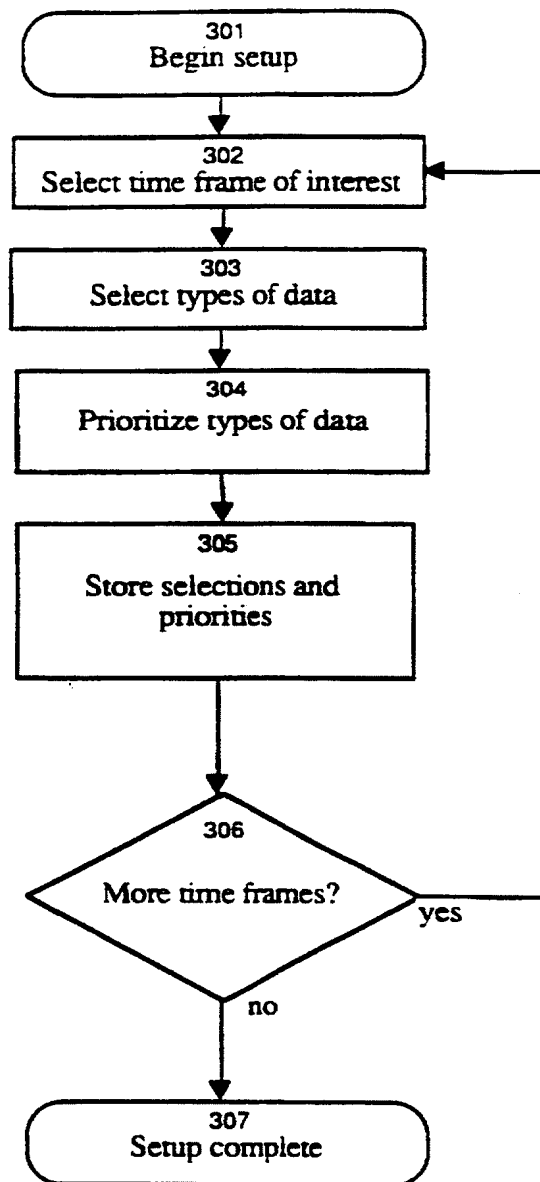 301
Begin setup
302
Select time frame of interest
303
Select types of data
304
Prioritize types of data
305
Store selections and
priorities
306
More time frames?
yes
no
307
Setup complete